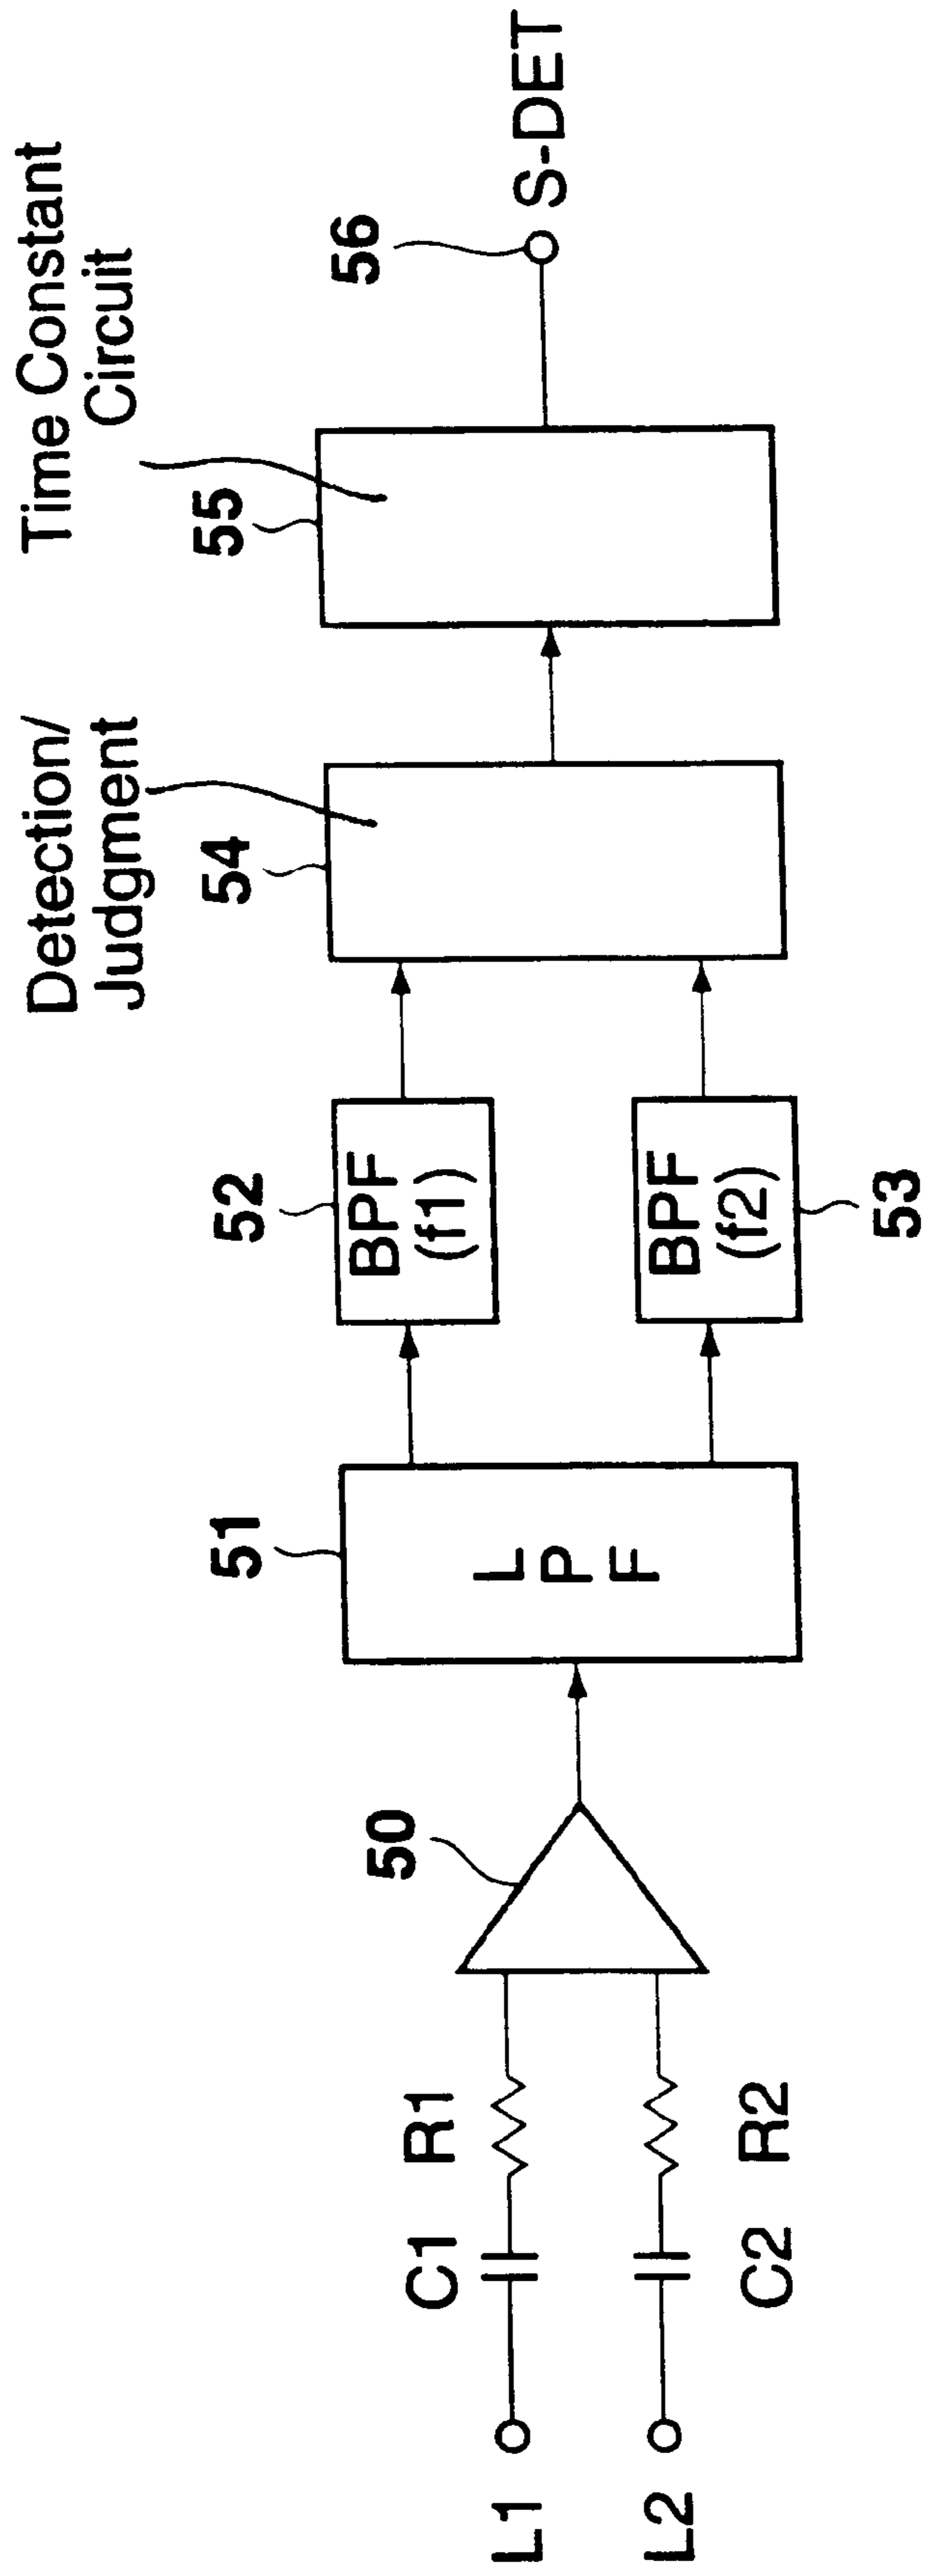 L1
L2
C1
R1
C2
R2
50
51
L
P
F
52
BPF
(f1)
BPF
(f2)
53
Detection/
Judgment
54
Time Constant
Circuit
55
56
S-DET